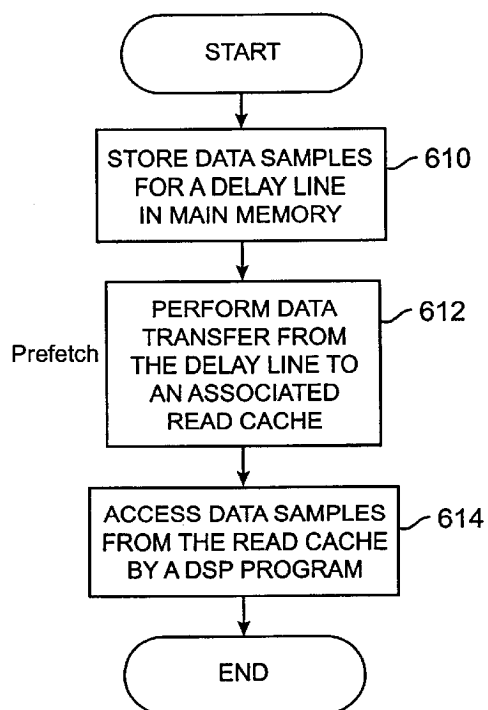 START
STORE DATA SAMPLES
FOR A DELAY LINE
IN MAIN MEMORY
610
Prefetch
PERFORM DATA
TRANSFER FROM
THE DELAY LINE TO
AN ASSOCIATED
READ CACHE
612
ACCESS DATA SAMPLES
FROM THE READ CACHE
BY A DSP PROGRAM
614
END